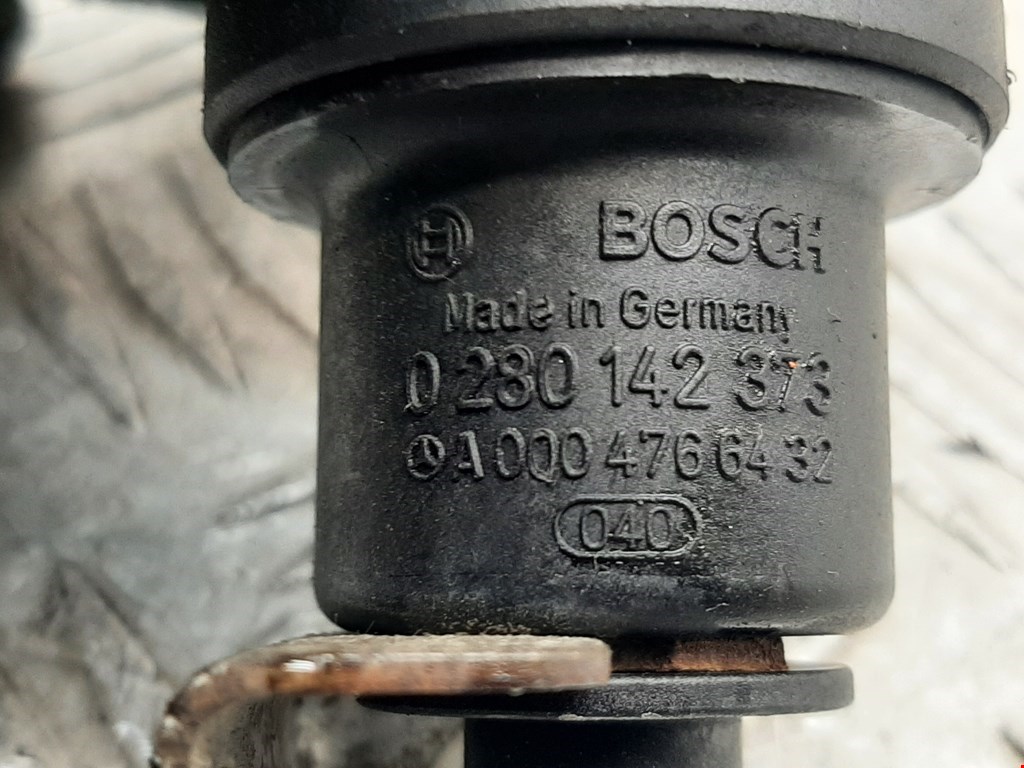 BOSCH
Made in Germany
0 280 142 373
A 000 476 64 32
040